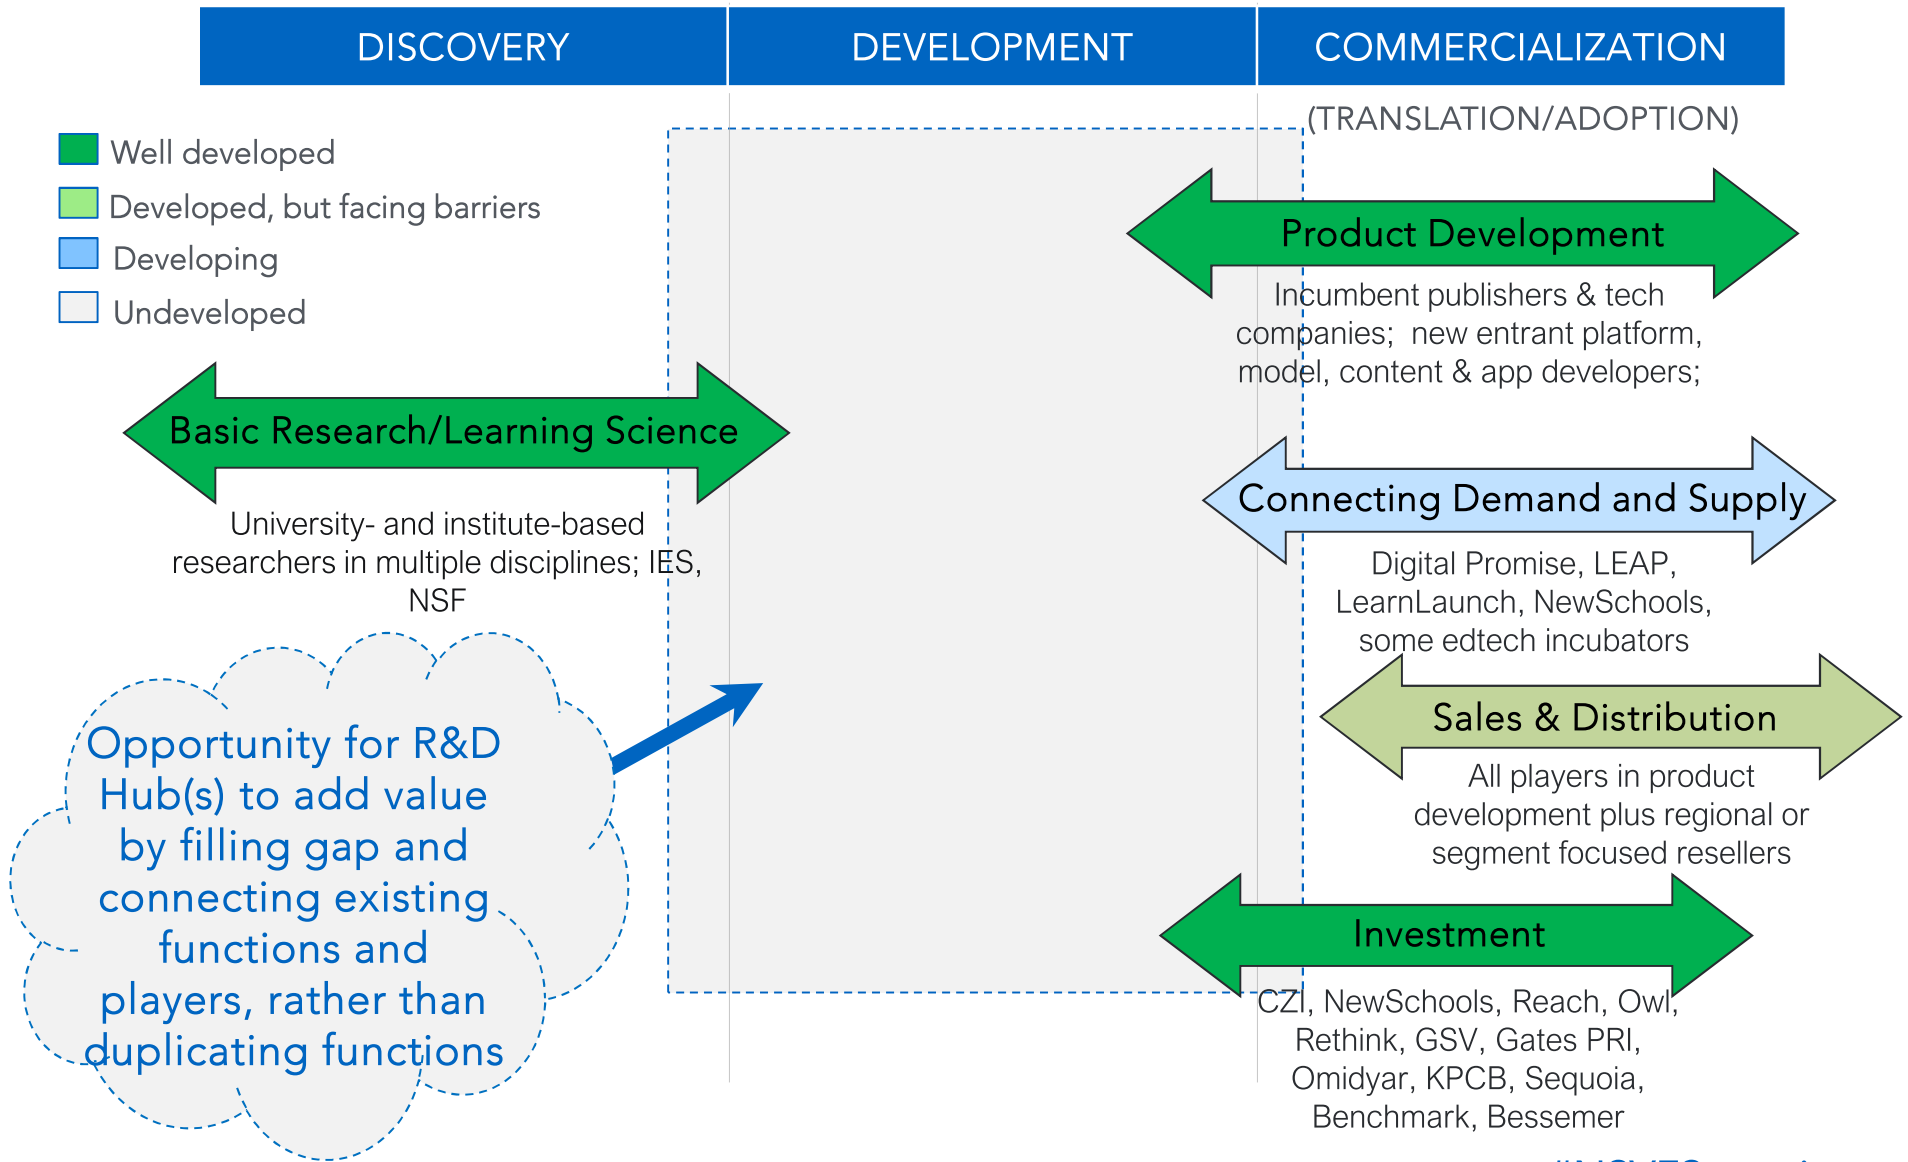 DISCOVERY
DEVELOPMENT
COMMERCIALIZATION
(TRANSLATION/ADOPTION)
Well developed
Developed, but facing barriers
Developing
Undeveloped
Product Development
Incumbent publishers & tech
companies;  new entrant platform,
model, content & app developers;
Basic Research/Learning Science
University- and institute-based
researchers in multiple disciplines; IES,
NSF
Connecting Demand and Supply
Digital Promise, LEAP,
LearnLaunch, NewSchools,
some edtech incubators
Sales & Distribution
All players in product
development plus regional or
segment focused resellers
Opportunity for R&D
Hub(s) to add value
by filling gap and
connecting existing
functions and
players, rather than
duplicating functions
Investment
CZI, NewSchools, Reach, Owl,
Rethink, GSV, Gates PRI,
Omidyar, KPCB, Sequoia,
Benchmark, Bessemer